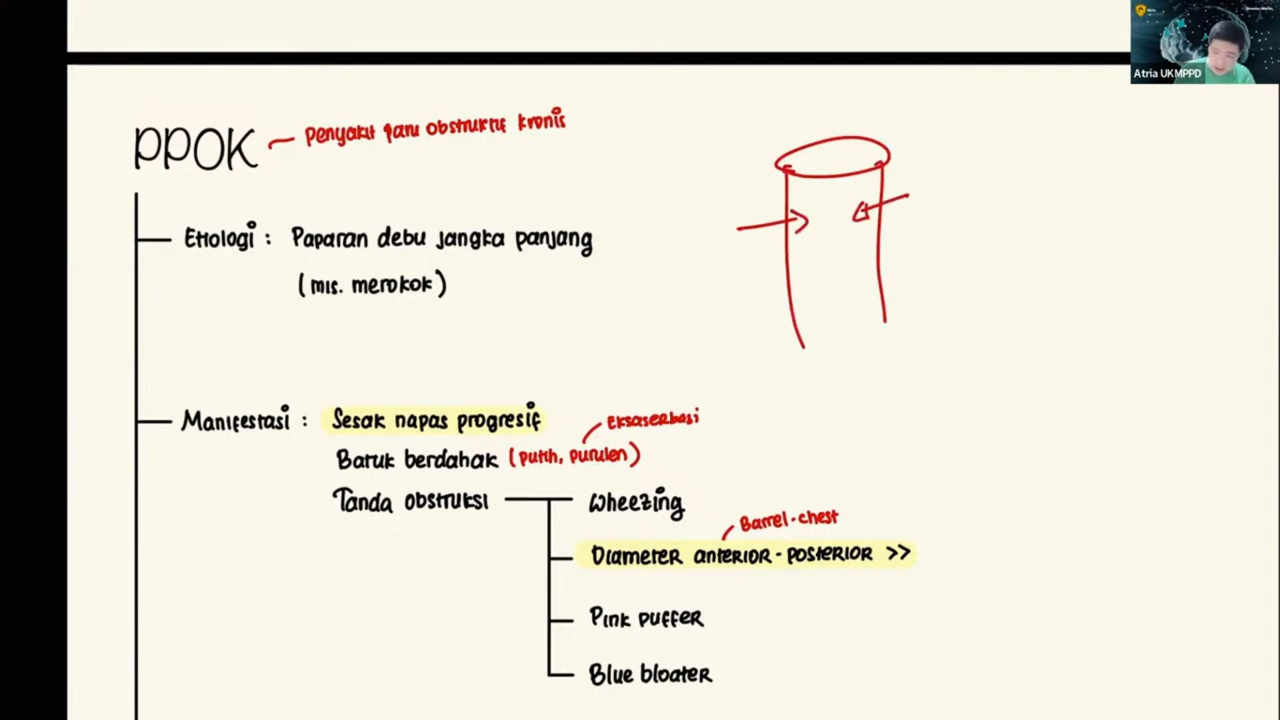 Atria UKMPPD
PPOK
Penyakit paru obstruktif kronis
Etiologi : Paparan debu jangka panjang
(mis. merokok)
Manifestasi : Sesak napas progresif
Eksaserbasi
Batuk berdahak (putih, purulen)
Tanda obstruksi
Wheezing
Barrel-chest
Diameter anterior-posterior >>
Pink puffer
Blue bloater